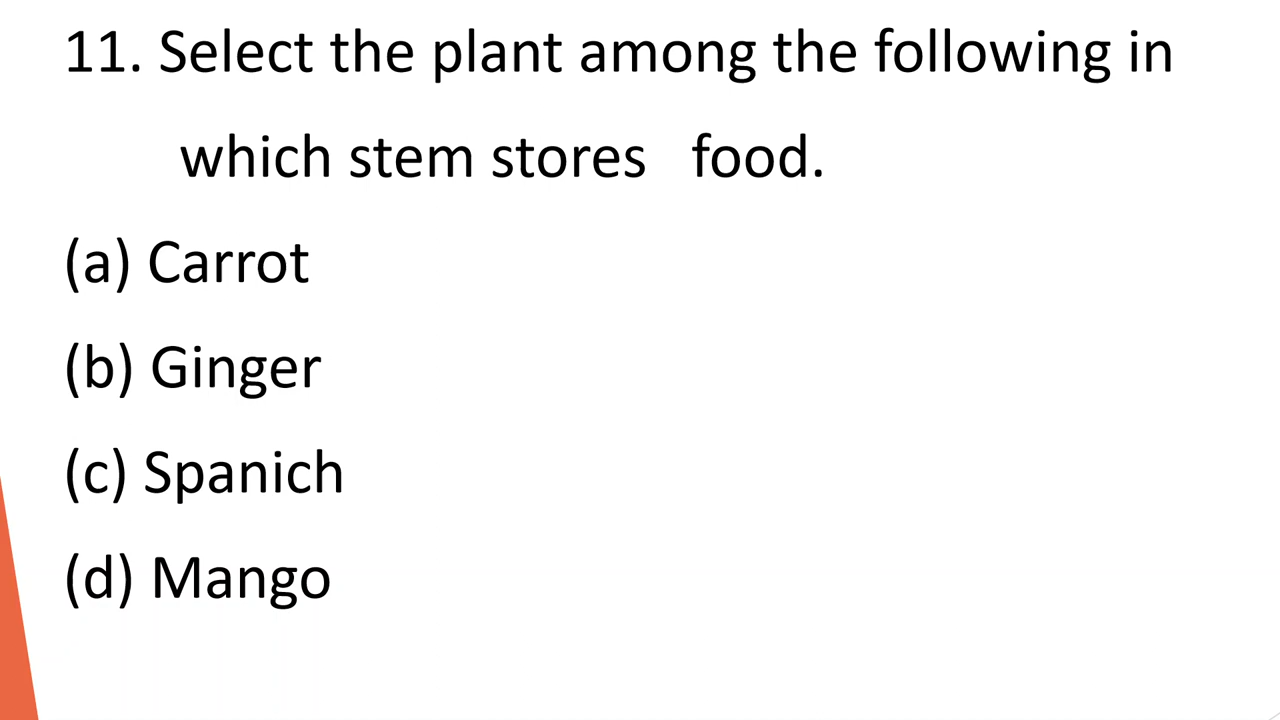 11. Select the plant among the following in
which stem stores food.
(a) Carrot
(b) Ginger
(c) Spanich
(d) Mango